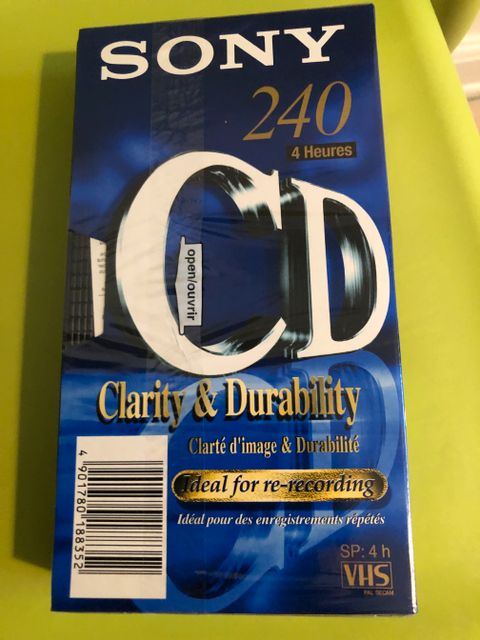 SONY
240
4 Heures
CD
open/ouvrir
Clarity & Durability
Clarté d'image & Durabilité
Ideal for re-recording
Idéal pour des enregistrements répétés
4 901780 188352
SP: 4 h
VHS
PAL SECAM